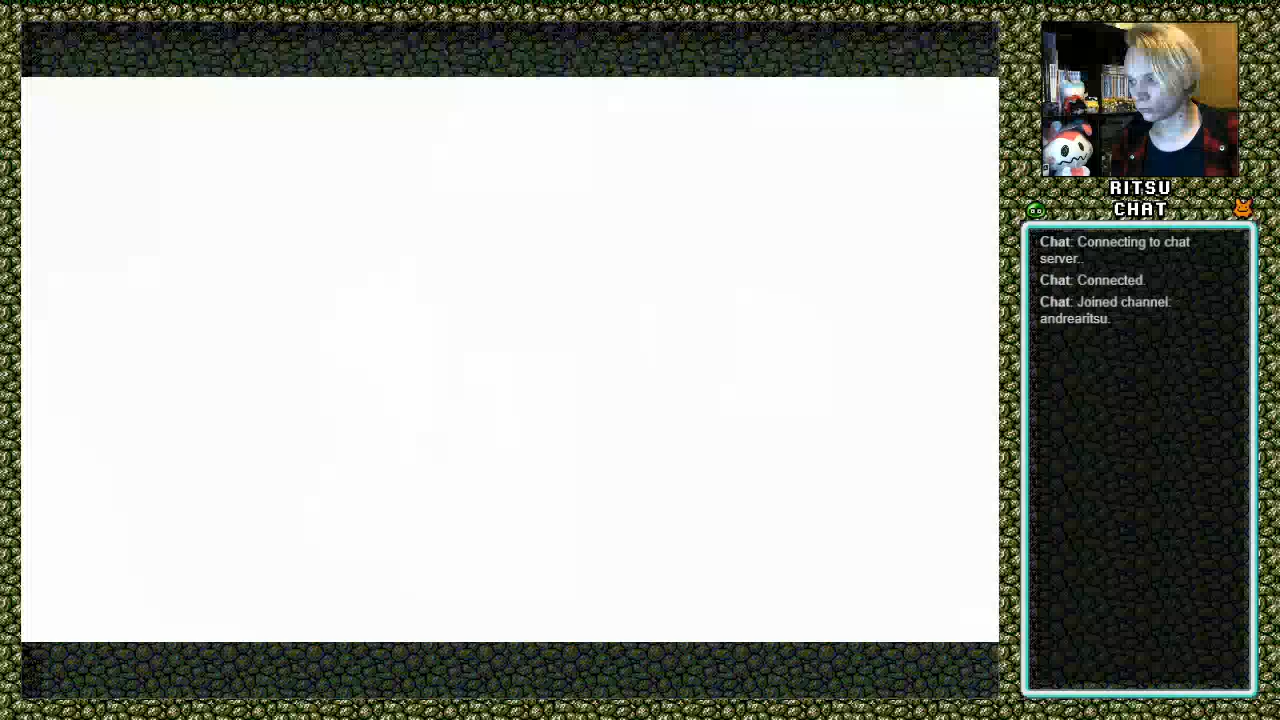 RITSU
CHAT
Chat: Connecting to chat
server..
Chat: Connected.
Chat: Joined channel:
andrearitsu.